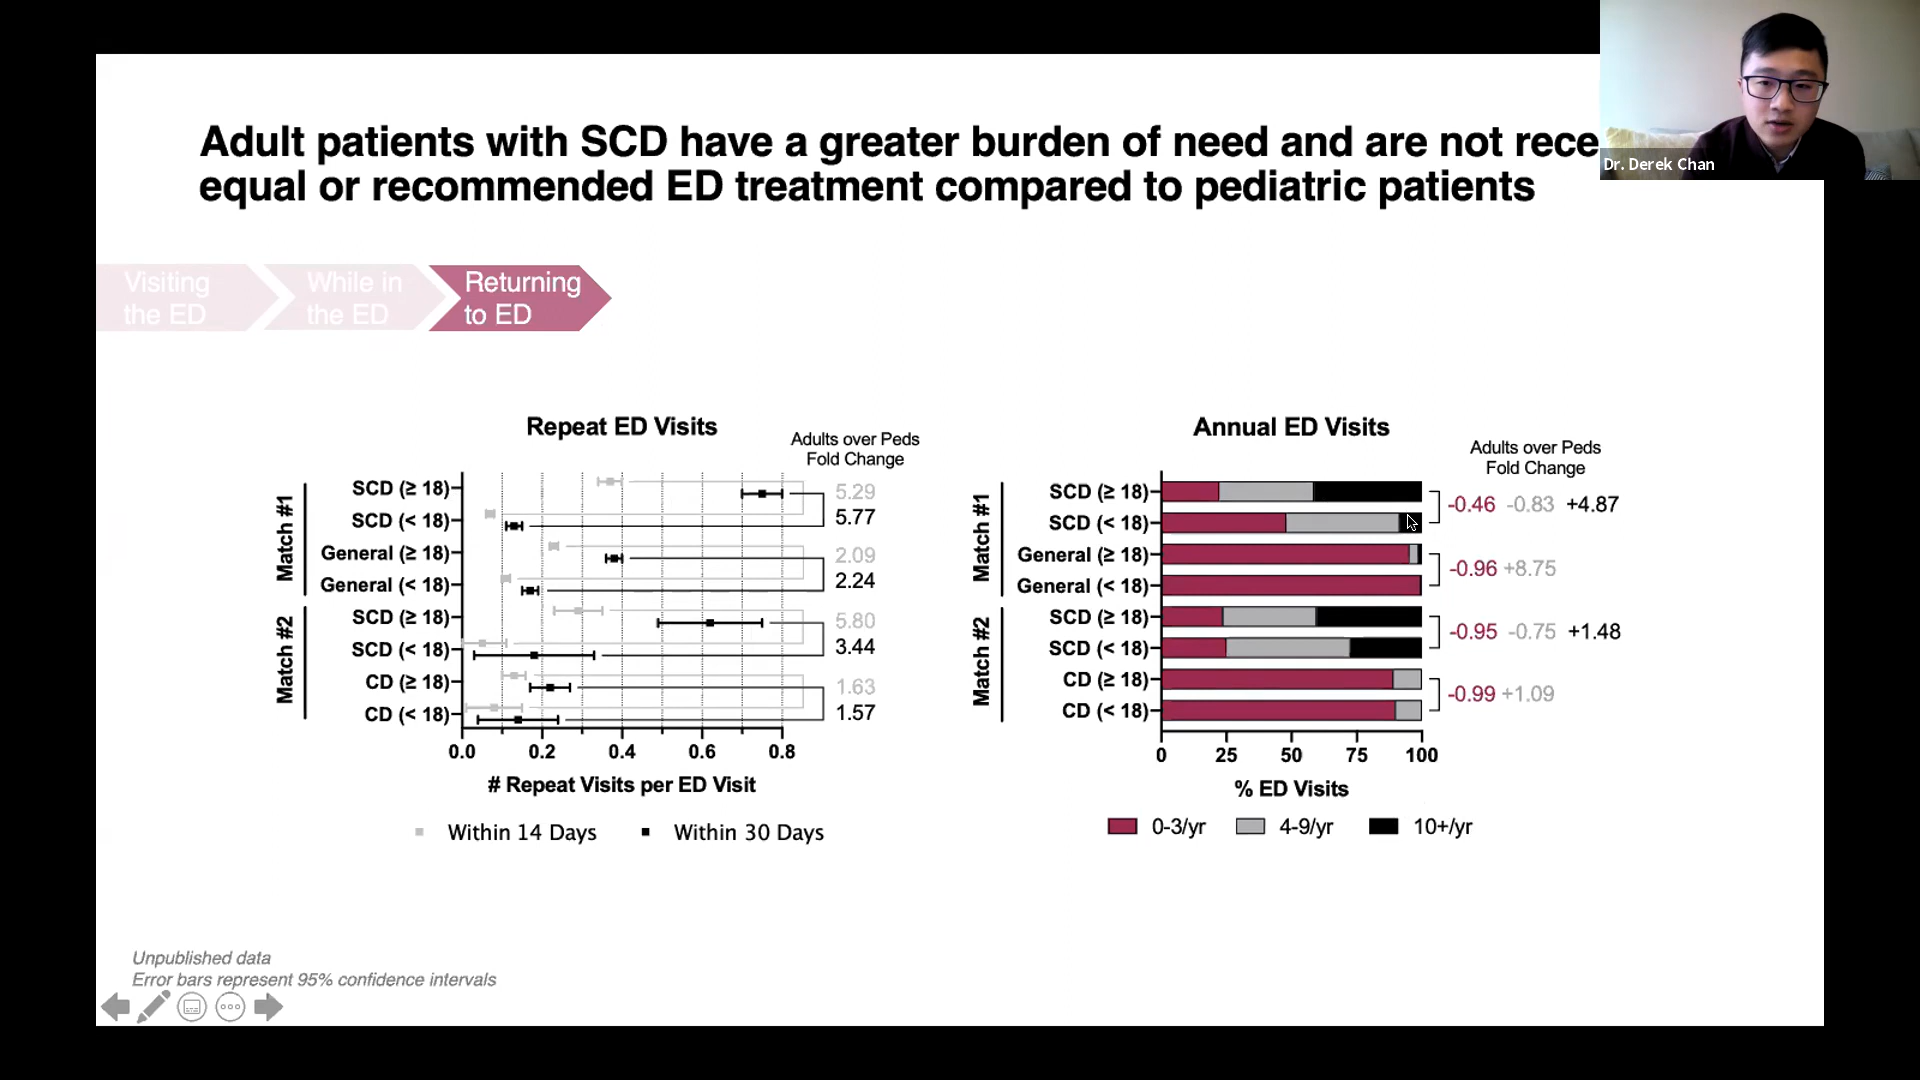 Adult patients with SCD have a greater burden of need and are not rece
equal or recommended ED treatment compared to pediatric patients
Dr. Derek Chan
Visiting
the ED
While in
the ED
Returning
to ED
Repeat ED Visits
Adults over Peds
Fold Change
Match #1
SCD (≥ 18)
5.29
SCD (< 18)
5.77
General (≥ 18)
2.09
General (< 18)
2.24
Match #2
SCD (≥ 18)
5.80
SCD (< 18)
3.44
CD (≥ 18)
1.63
CD (< 18)
1.57
0.0 0.2 0.4 0.6 0.8
# Repeat Visits per ED Visit
Within 14 Days Within 30 Days
Annual ED Visits
Adults over Peds
Fold Change
Match #1
SCD (≥ 18)
-0.46 -0.83 +4.87
SCD (< 18)
General (≥ 18)
-0.96 +8.75
General (< 18)
Match #2
SCD (≥ 18)
-0.95 -0.75 +1.48
SCD (< 18)
CD (≥ 18)
-0.99 +1.09
CD (< 18)
0 25 50 75 100
% ED Visits
0-3/yr 4-9/yr 10+/yr
Unpublished data
Error bars represent 95% confidence intervals